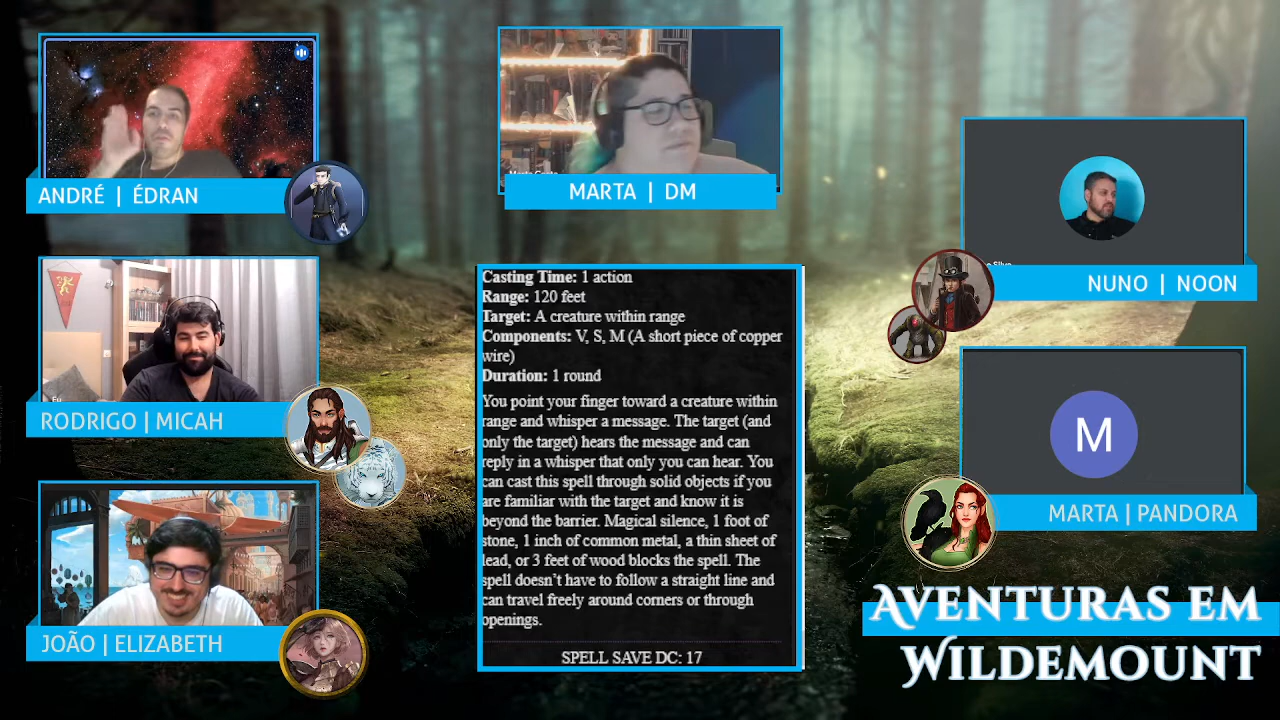 ANDRÉ | ÉDRAN
MARTA | DM
NUNO | NOON
RODRIGO | MICAH
MARTA | PANDORA
M
JOÃO | ELIZABETH
Eu
Casting Time: 1 action
Range: 120 feet
Target: A creature within range
Components: V, S, M (A short piece of copper
wire)
Duration: 1 round
You point your finger toward a creature within
range and whisper a message. The target (and
only the target) hears the message and can
reply in a whisper that only you can hear. You
can cast this spell through solid objects if you
are familiar with the target and know it is
beyond the barrier. Magical silence, 1 foot of
stone, 1 inch of common metal, a thin sheet of
lead, or 3 feet of wood blocks the spell. The
spell doesn't have to follow a straight line and
can travel freely around corners or through
openings.
SPELL SAVE DC: 17
AVENTURAS EM
WILDEMOUNT